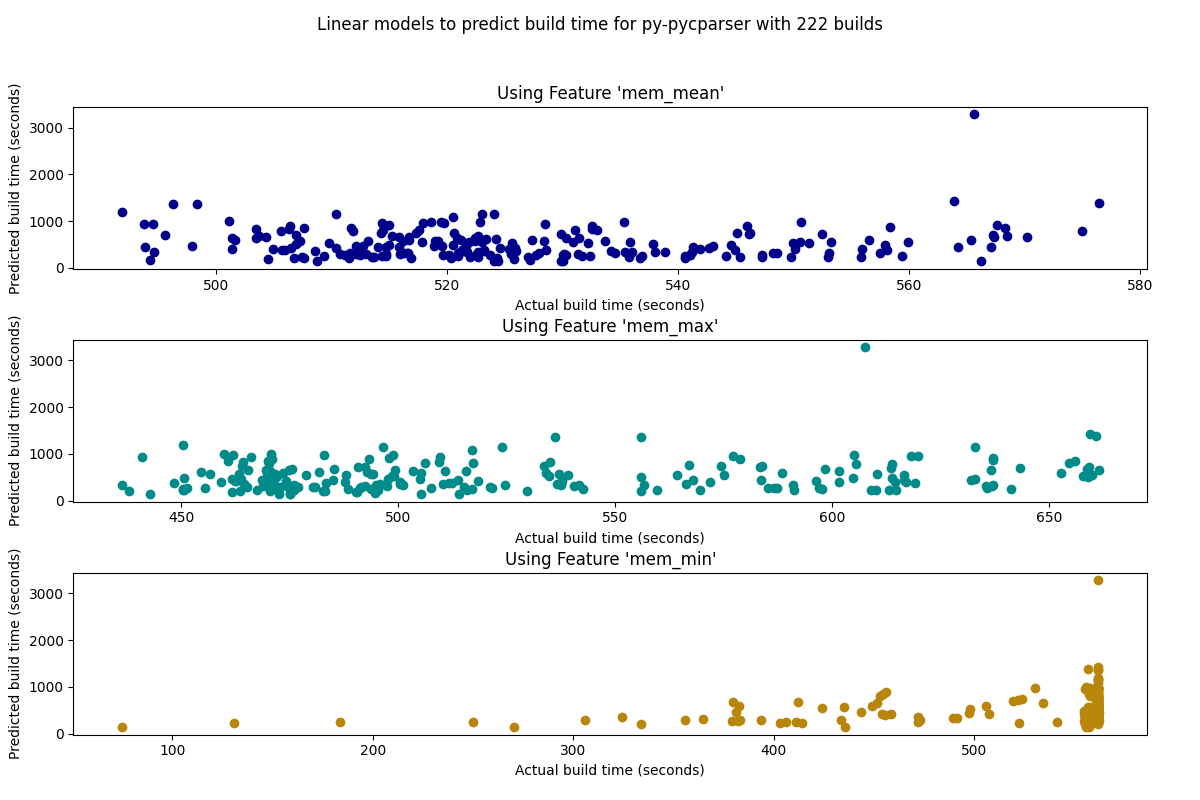 Linear models to predict build time for py-pycparser with 222 builds
Using Feature 'mem_mean'
Predicted build time (seconds)
3000
2000
1000
0
500 520 540 560 580
Actual build time (seconds)
Using Feature 'mem_max'
Predicted build time (seconds)
3000
2000
1000
0
450 500 550 600 650
Actual build time (seconds)
Using Feature 'mem_min'
Predicted build time (seconds)
3000
2000
1000
0
100 200 300 400 500
Actual build time (seconds)